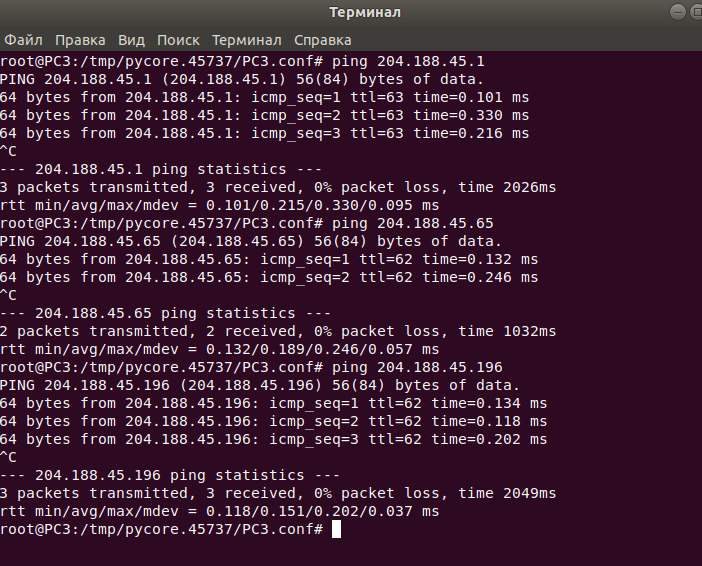 Терминал
Файл Правка Вид Поиск Терминал Справка
root@PC3:/tmp/pycore.45737/PC3.conf# ping 204.188.45.1
PING 204.188.45.1 (204.188.45.1) 56(84) bytes of data.
64 bytes from 204.188.45.1: icmp_seq=1 ttl=63 time=0.101 ms
64 bytes from 204.188.45.1: icmp_seq=2 ttl=63 time=0.330 ms
64 bytes from 204.188.45.1: icmp_seq=3 ttl=63 time=0.216 ms
^C
--- 204.188.45.1 ping statistics ---
3 packets transmitted, 3 received, 0% packet loss, time 2026ms
rtt min/avg/max/mdev = 0.101/0.215/0.330/0.095 ms
root@PC3:/tmp/pycore.45737/PC3.conf# ping 204.188.45.65
PING 204.188.45.65 (204.188.45.65) 56(84) bytes of data.
64 bytes from 204.188.45.65: icmp_seq=1 ttl=62 time=0.132 ms
64 bytes from 204.188.45.65: icmp_seq=2 ttl=62 time=0.246 ms
^C
--- 204.188.45.65 ping statistics ---
2 packets transmitted, 2 received, 0% packet loss, time 1032ms
rtt min/avg/max/mdev = 0.132/0.189/0.246/0.057 ms
root@PC3:/tmp/pycore.45737/PC3.conf# ping 204.188.45.196
PING 204.188.45.196 (204.188.45.196) 56(84) bytes of data.
64 bytes from 204.188.45.196: icmp_seq=1 ttl=62 time=0.134 ms
64 bytes from 204.188.45.196: icmp_seq=2 ttl=62 time=0.118 ms
64 bytes from 204.188.45.196: icmp_seq=3 ttl=62 time=0.202 ms
^C
--- 204.188.45.196 ping statistics ---
3 packets transmitted, 3 received, 0% packet loss, time 2049ms
rtt min/avg/max/mdev = 0.118/0.151/0.202/0.037 ms
root@PC3:/tmp/pycore.45737/PC3.conf#